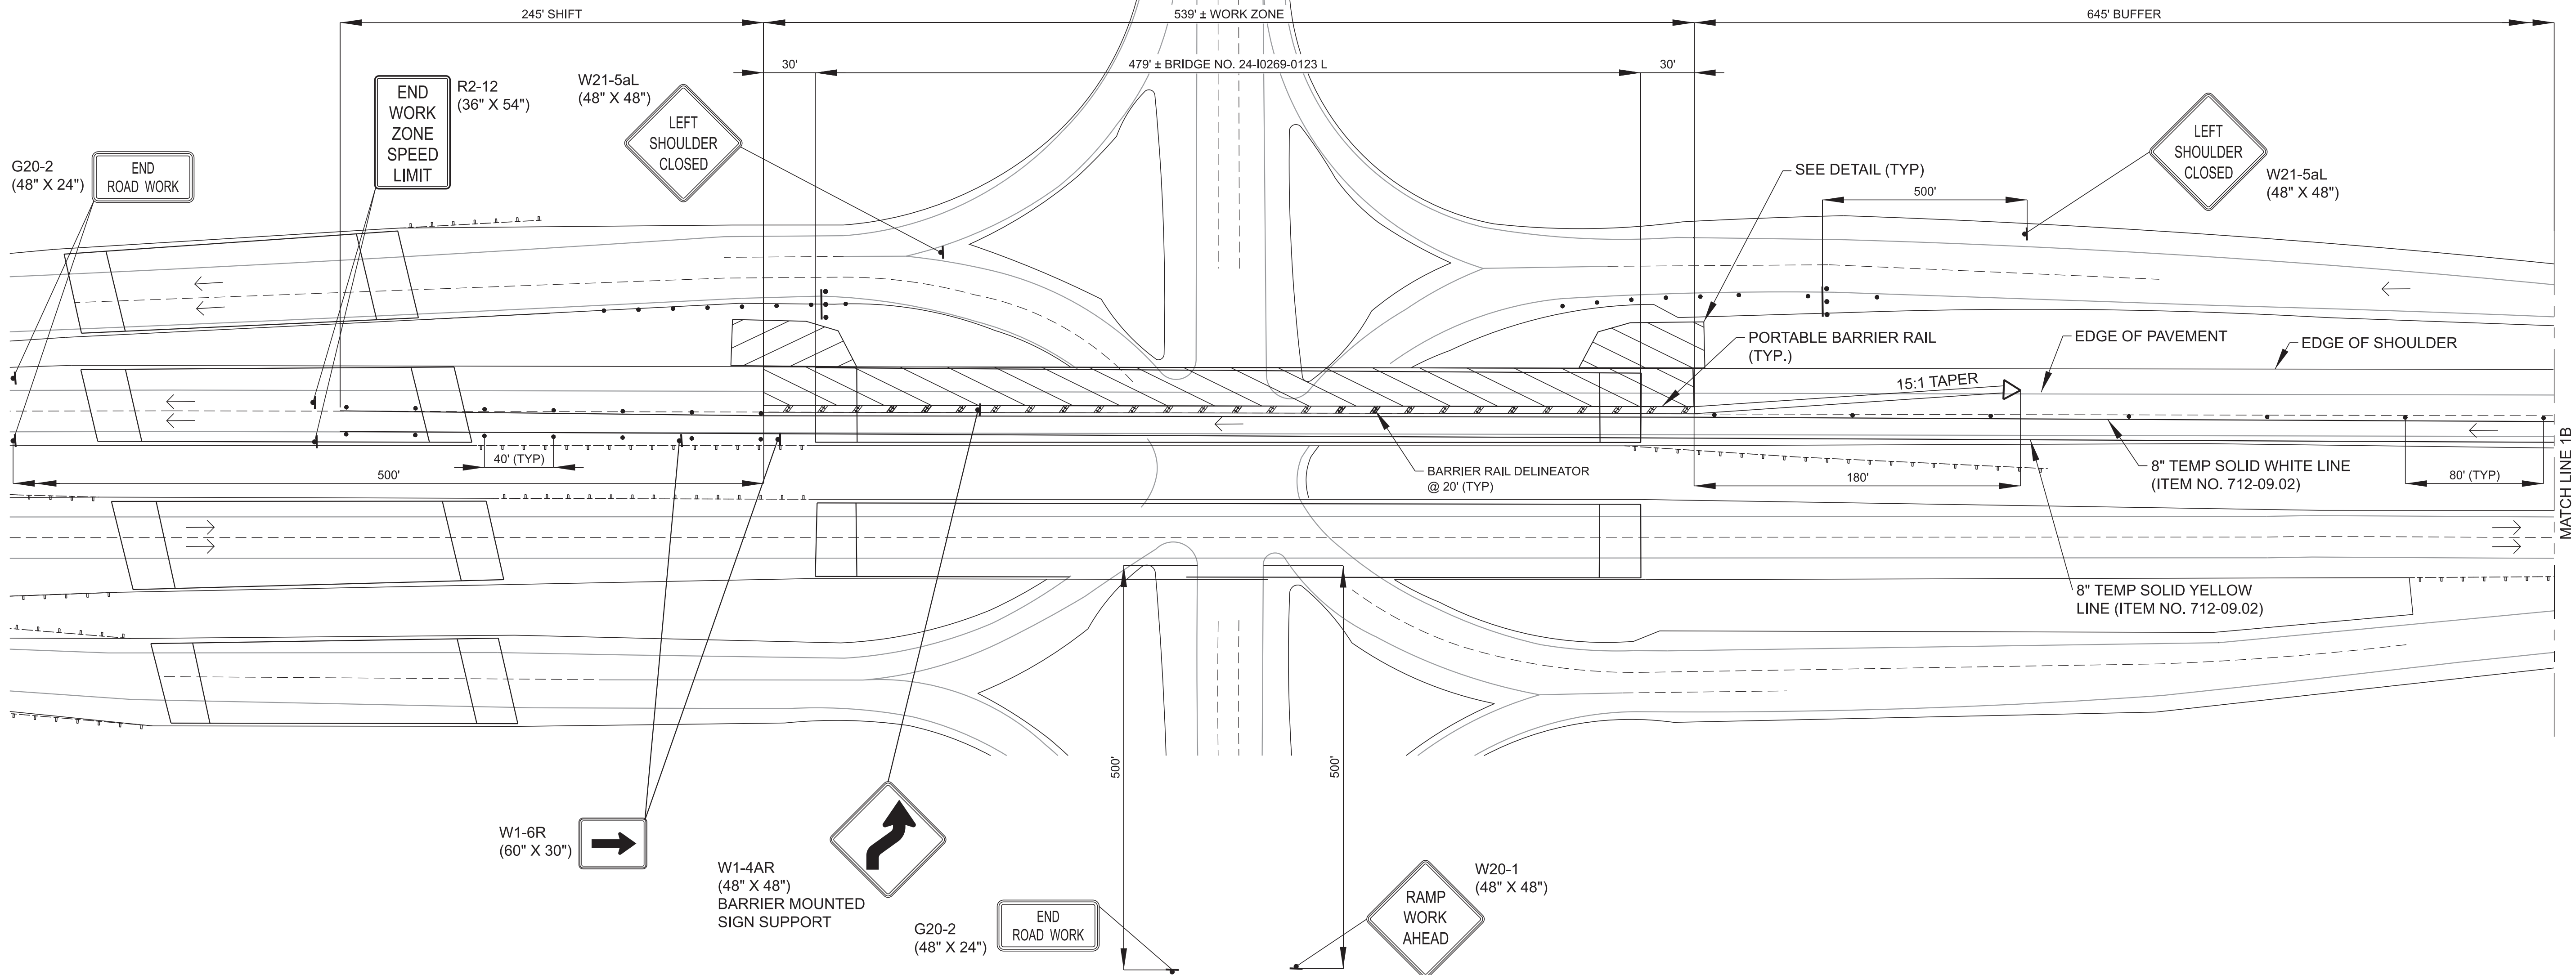 245' SHIFT
539' ± WORK ZONE
645' BUFFER
30'
479' ± BRIDGE NO. 24-I0269-0123 L
30'
END
WORK
ZONE
SPEED
LIMIT
R2-12
(36" X 54")
W21-5aL
(48" X 48")
LEFT
SHOULDER
CLOSED
G20-2
(48" X 24")
END
ROAD WORK
SEE DETAIL (TYP)
500'
LEFT
SHOULDER
CLOSED
W21-5aL
(48" X 48")
PORTABLE BARRIER RAIL
(TYP.)
EDGE OF PAVEMENT
EDGE OF SHOULDER
15:1 TAPER
40' (TYP)
500'
BARRIER RAIL DELINEATOR
@ 20' (TYP)
180'
8" TEMP SOLID WHITE LINE
(ITEM NO. 712-09.02)
80' (TYP)
MATCH LINE 1B
8" TEMP SOLID YELLOW
LINE (ITEM NO. 712-09.02)
500'
500'
W1-6R
(60" X 30")
W1-4AR
(48" X 48")
BARRIER MOUNTED
SIGN SUPPORT
G20-2
(48" X 24")
END
ROAD WORK
RAMP
WORK
AHEAD
W20-1
(48" X 48")